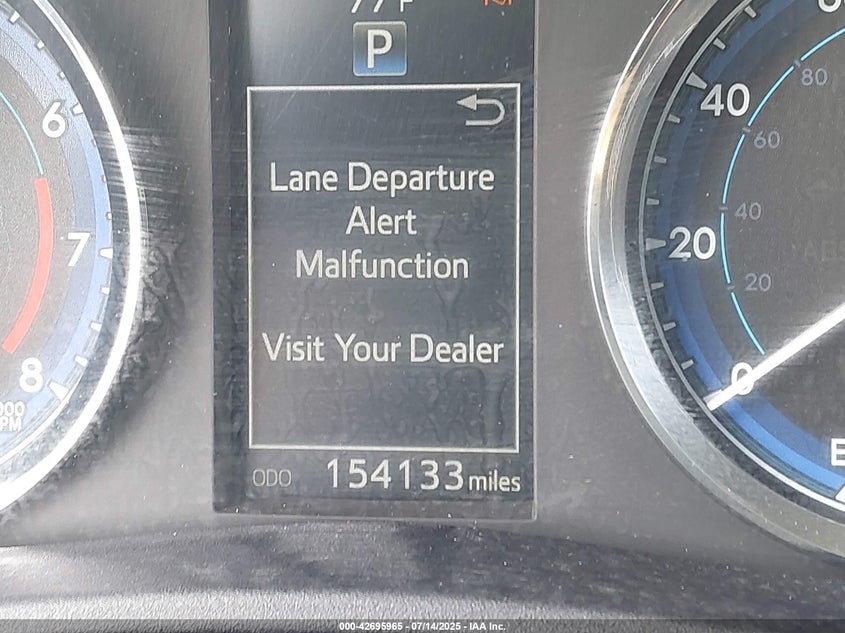 P
Lane Departure
Alert
Malfunction
Visit Your Dealer
ODO 154133 miles
6
7
8
40
20
0
80
60
40
20
000-42695965 - 07/14/2025 - IAA Inc.